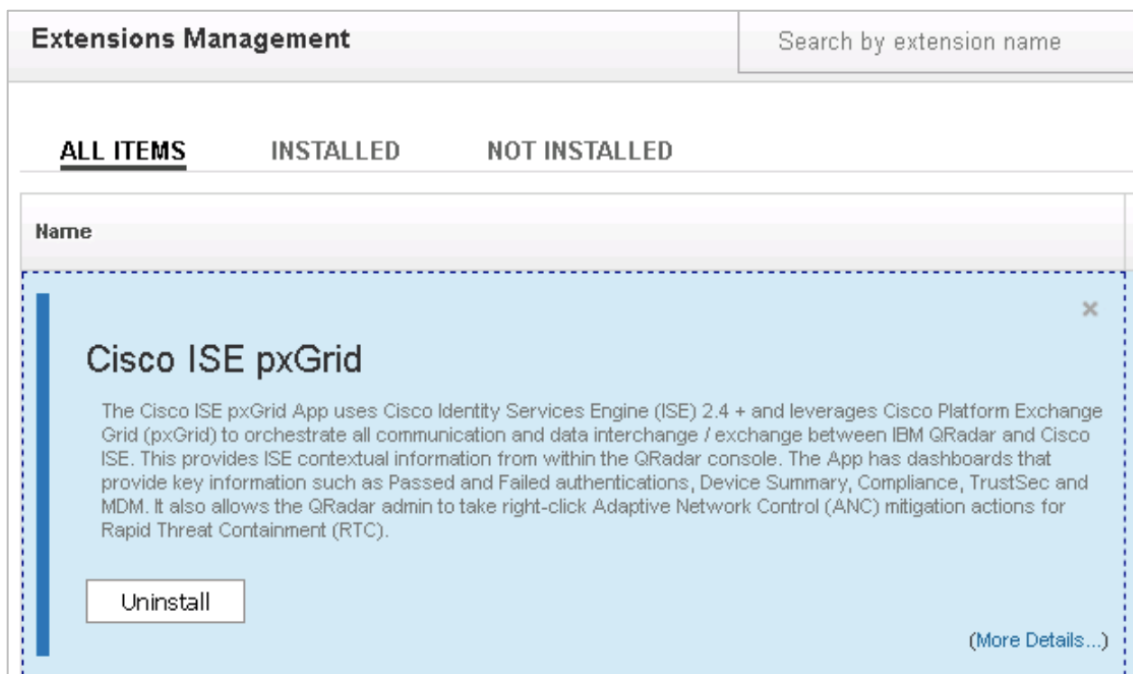 Extensions Management
Search by extension name
ALL ITEMS
INSTALLED
NOT INSTALLED
Name
×
Cisco ISE pxGrid
The Cisco ISE pxGrid App uses Cisco Identity Services Engine (ISE) 2.4 + and leverages Cisco Platform Exchange
Grid (pxGrid) to orchestrate all communication and data interchange / exchange between IBM QRadar and Cisco
ISE. This provides ISE contextual information from within the QRadar console. The App has dashboards that
provide key information such as Passed and Failed authentications, Device Summary, Compliance, TrustSec and
MDM. It also allows the QRadar admin to take right-click Adaptive Network Control (ANC) mitigation actions for
Rapid Threat Containment (RTC).
Uninstall
(More Details...)